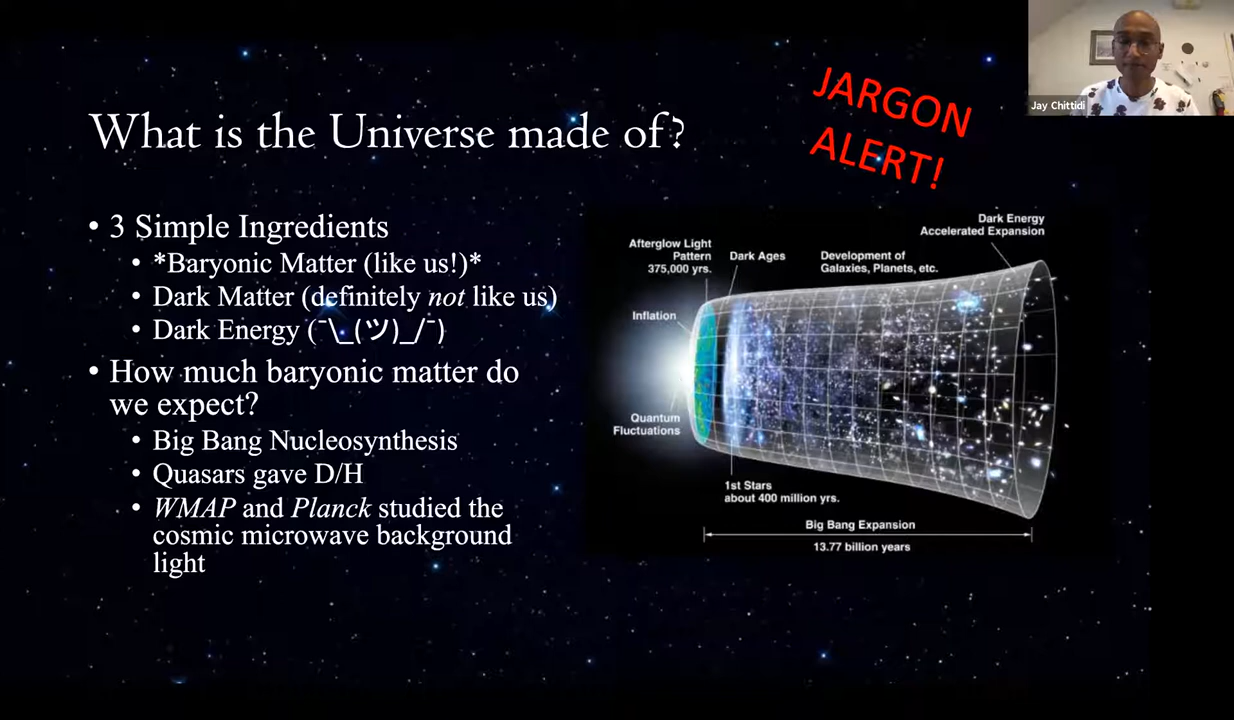 JARGON
ALERT!
Jay Chittidi
What is the Universe made of?
• 3 Simple Ingredients
• *Baryonic Matter (like us!)*
• Dark Matter (definitely not like us)
• Dark Energy (¯\_(ツ)_/¯)
• How much baryonic matter do
we expect?
• Big Bang Nucleosynthesis
• Quasars gave D/H
• WMAP and Planck studied the
cosmic microwave background
light
Dark Energy
Accelerated Expansion
Afterglow Light
Pattern
375,000 yrs.
Dark Ages
Development of
Galaxies, Planets, etc.
Inflation
Quantum
Fluctuations
1st Stars
about 400 million yrs.
Big Bang Expansion
13.77 billion years